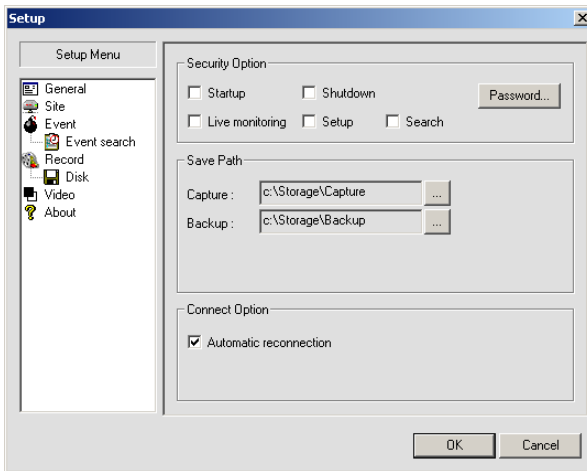 Setup
Setup Menu
General
Site
Event
Event search
Record
Disk
Video
About
Security Option
Startup
Shutdown
Password...
Live monitoring
Setup
Search
Save Path
Capture :
c:\Storage\Capture
...
Backup :
c:\Storage\Backup
...
Connect Option
Automatic reconnection
OK
Cancel